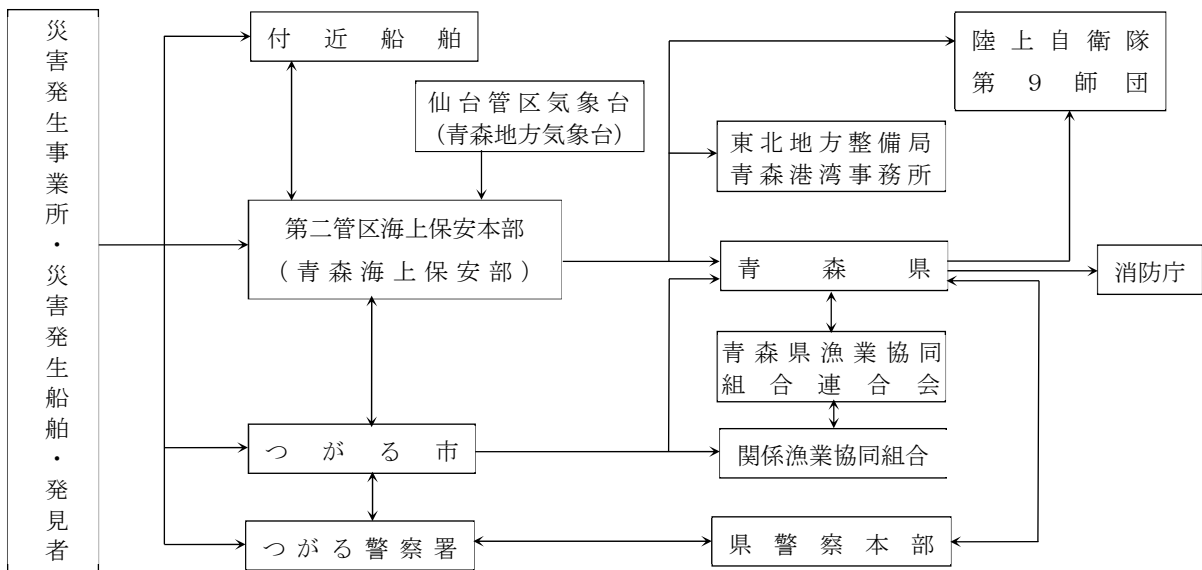 災害発生事業所・災害発生船舶・発見者
付近船舶
仙台管区気象台
(青森地方気象台)
第二管区海上保安本部
(青森海上保安部)
つがる市
つがる警察署
陸上自衛隊
第9師団
東北地方整備局
青森港湾事務所
青森県
消防庁
青森県漁業協同
組合連合会
関係漁業協同組合
県警察本部